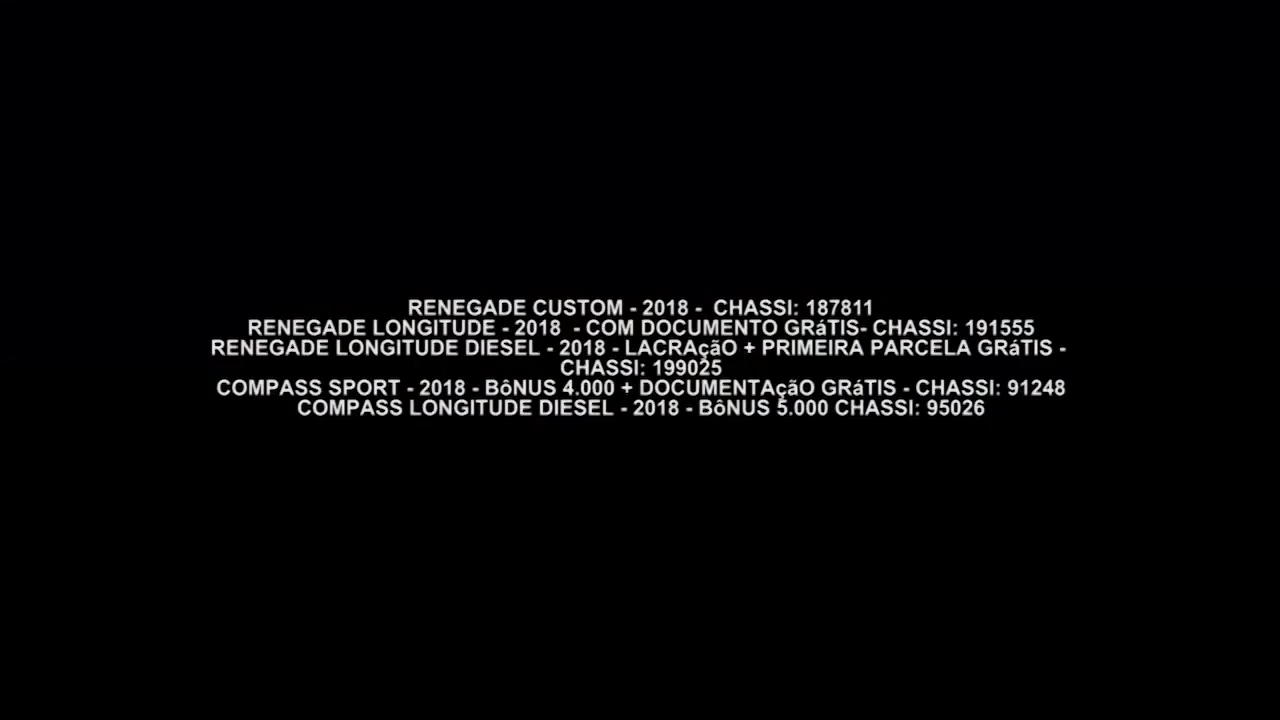 RENEGADE CUSTOM - 2018 -  CHASSI: 187811
RENEGADE LONGITUDE - 2018  - COM DOCUMENTO GRáTIS- CHASSI: 191555
RENEGADE LONGITUDE DIESEL - 2018 - LACRAçãO + PRIMEIRA PARCELA GRáTIS -
CHASSI: 199025
COMPASS SPORT - 2018 - BôNUS 4.000 + DOCUMENTAçãO GRáTIS - CHASSI: 91248
COMPASS LONGITUDE DIESEL - 2018 - BôNUS 5.000 CHASSI: 95026